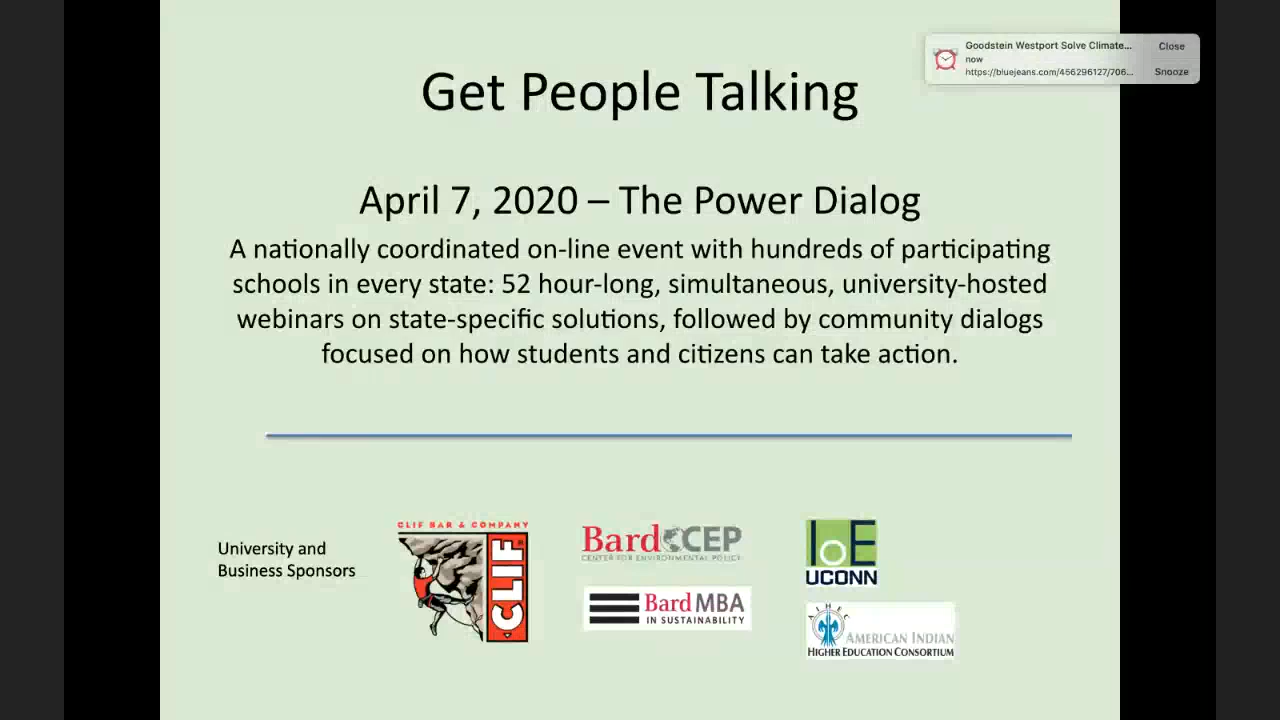 Goodstein Westport Solve Climate...
Close
now
https://bluejeans.com/456296127/706...
Snooze
Get People Talking
April 7, 2020 – The Power Dialog
A nationally coordinated on-line event with hundreds of participating
schools in every state: 52 hour-long, simultaneous, university-hosted
webinars on state-specific solutions, followed by community dialogs
focused on how students and citizens can take action.
University and
Business Sponsors
CLIF BAR & COMPANY
CLIF
Bard CEP
CENTER FOR ENVIRONMENTAL POLICY
Bard MBA
IN SUSTAINABILITY
IoE
UCONN
AIHEC
AMERICAN INDIAN
HIGHER EDUCATION CONSORTIUM